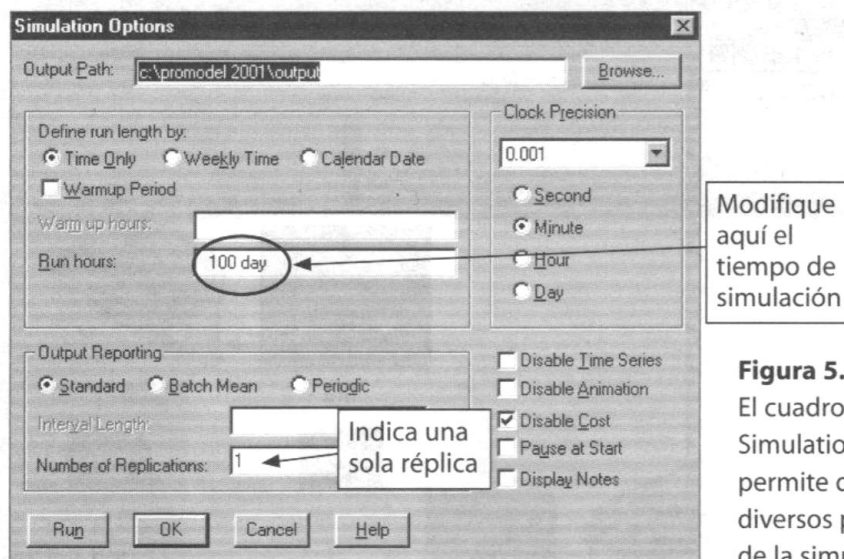 Simulation Options
Output Path: c:\promodel 2001\output Browse...
Define run length by:
Time Only Weekly Time Calendar Date
Warmup Period
Warm up hours:
Run hours: 100 day
Clock Precision
0.001
Second
Minute
Hour
Day
Modifique
aquí el
tiempo de
simulación
Output Reporting
Standard Batch Mean Periodic
Interval Length:
Number of Replications: 1
Indica una
sola réplica
Disable Time Series
Disable Animation
Disable Cost
Pause at Start
Display Notes
Run OK Cancel Help
Figura 5.
El cuadro
Simulatio
permite
diversos
de la simu